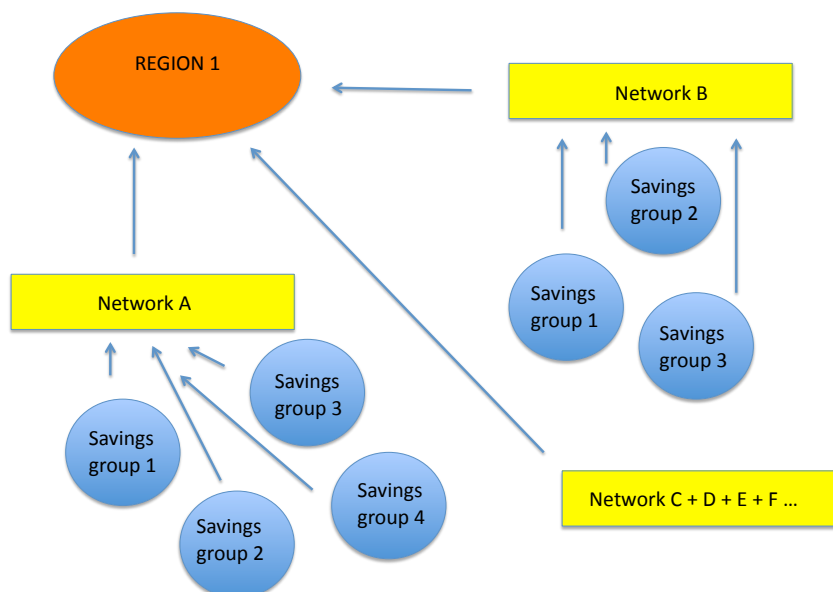 REGION 1
Network B
Savings
group 2
Savings
group 1
Savings
group 3
Network A
Savings
group 3
Savings
group 1
Savings
group 4
Savings
group 2
Network C + D + E + F ...